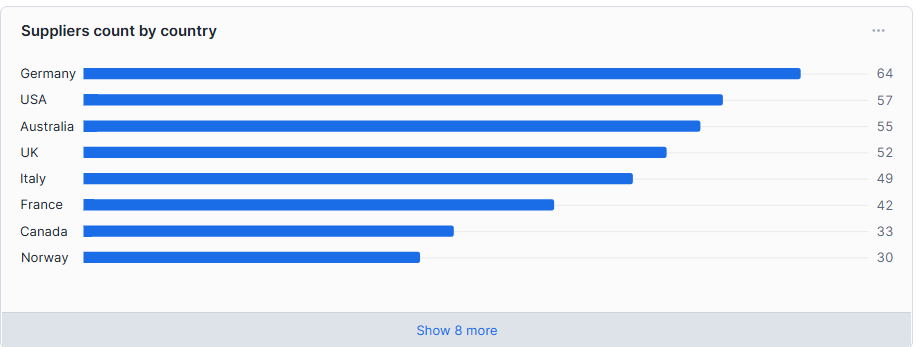 Suppliers count by country
Germany 64
USA 57
Australia 55
UK 52
Italy 49
France 42
Canada 33
Norway 30
Show 8 more